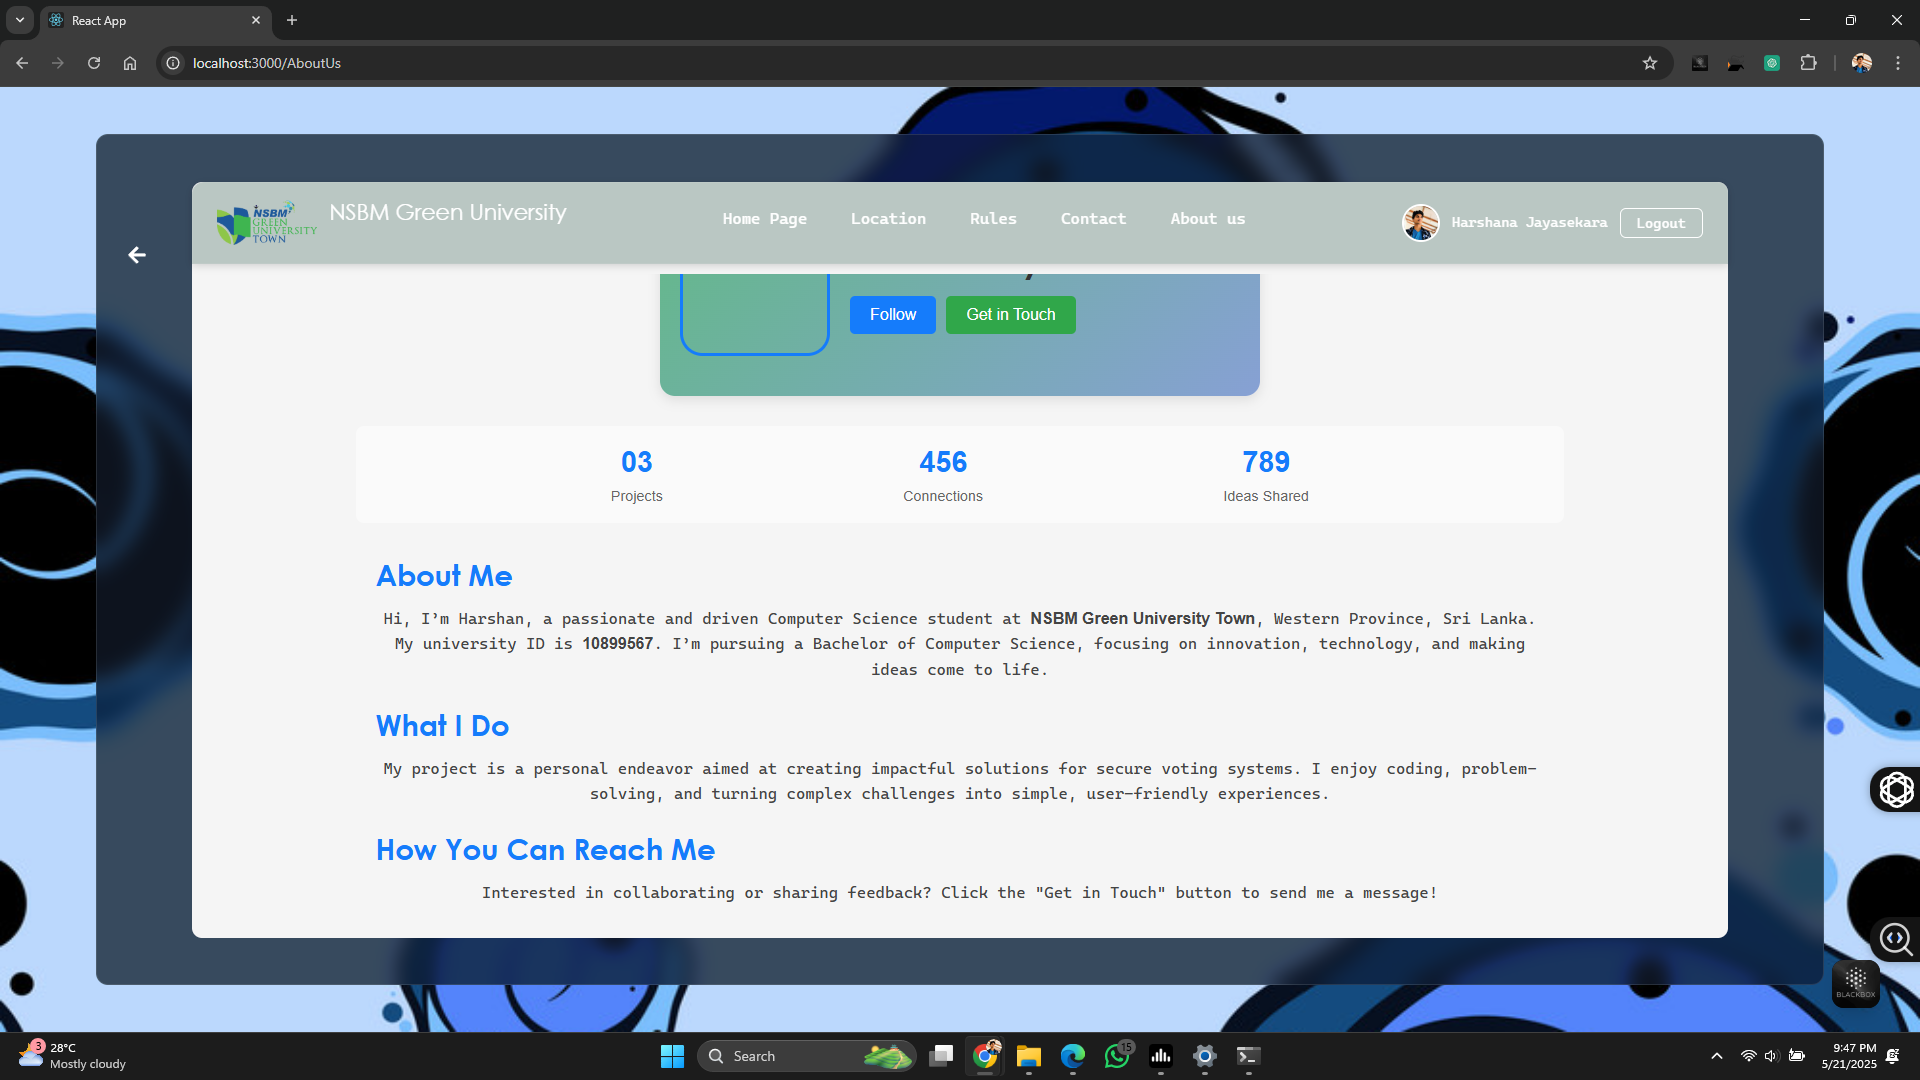 React App
localhost:3000/AboutUs
NSBM
GREEN
UNIVERSITY
TOWN
NSBM Green University
Home Page
Location
Rules
Contact
About us
Harshana Jayasekara
Logout
Follow
Get in Touch
03
456
789
Projects
Connections
Ideas Shared
About Me
Hi, I’m Harshan, a passionate and driven Computer Science student at NSBM Green University Town, Western Province, Sri Lanka.
My university ID is 10899567. I’m pursuing a Bachelor of Computer Science, focusing on innovation, technology, and making
ideas come to life.
What I Do
My project is a personal endeavor aimed at creating impactful solutions for secure voting systems. I enjoy coding, problem-
solving, and turning complex challenges into simple, user-friendly experiences.
How You Can Reach Me
Interested in collaborating or sharing feedback? Click the "Get in Touch" button to send me a message!
BLACKBOX
3
28°C
Mostly cloudy
Search
15
9:47 PM
5/21/2025